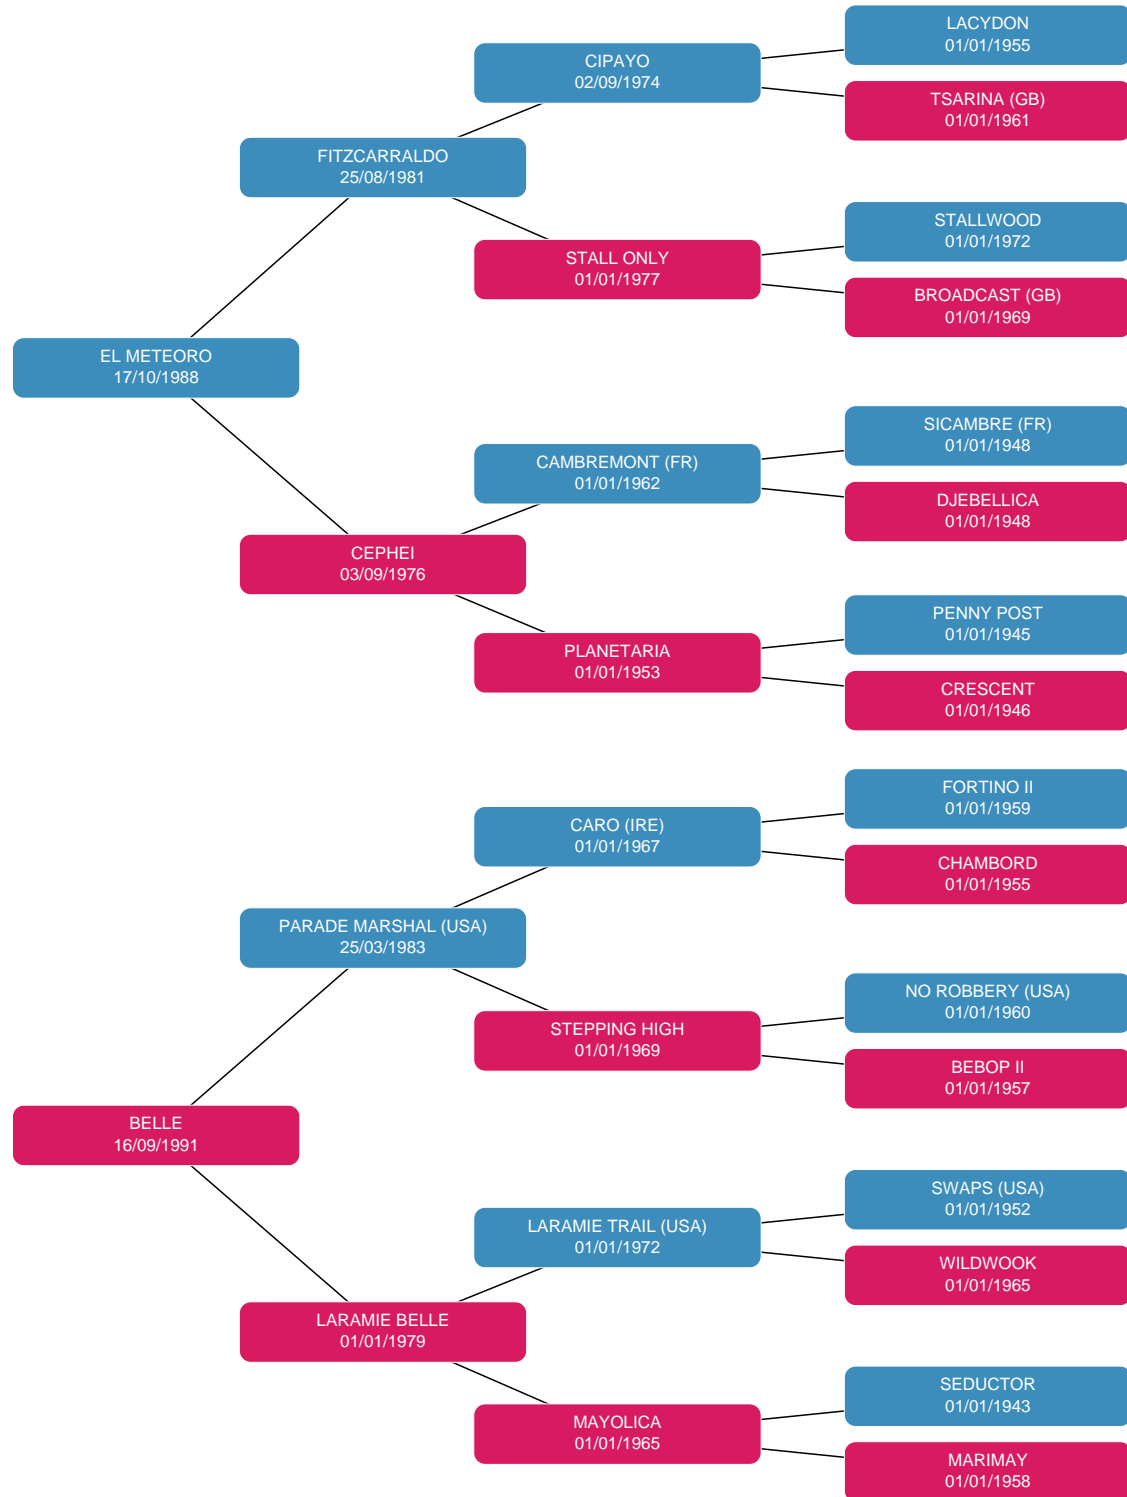 LACYDON
01/01/1955
CIPAYO
02/09/1974
TSARINA (GB)
01/01/1961
FITZCARRALDO
25/08/1981
STALLWOOD
01/01/1972
STALL ONLY
01/01/1977
BROADCAST (GB)
01/01/1969
EL METEORO
17/10/1988
SICAMBRE (FR)
01/01/1948
CAMBREMONT (FR)
01/01/1962
DJEBELLICA
01/01/1948
CEPHEI
03/09/1976
PENNY POST
01/01/1945
PLANETARIA
01/01/1953
CRESCENT
01/01/1946
FORTINO II
01/01/1959
CARO (IRE)
01/01/1967
CHAMBORD
01/01/1955
PARADE MARSHAL (USA)
25/03/1983
NO ROBBERY (USA)
01/01/1960
STEPPING HIGH
01/01/1969
BEBOP II
01/01/1957
BELLE
16/09/1991
SWAPS (USA)
01/01/1952
LARAMIE TRAIL (USA)
01/01/1972
WILDWOOK
01/01/1965
LARAMIE BELLE
01/01/1979
SEDUCTOR
01/01/1943
MAYOLICA
01/01/1965
MARIMAY
01/01/1958